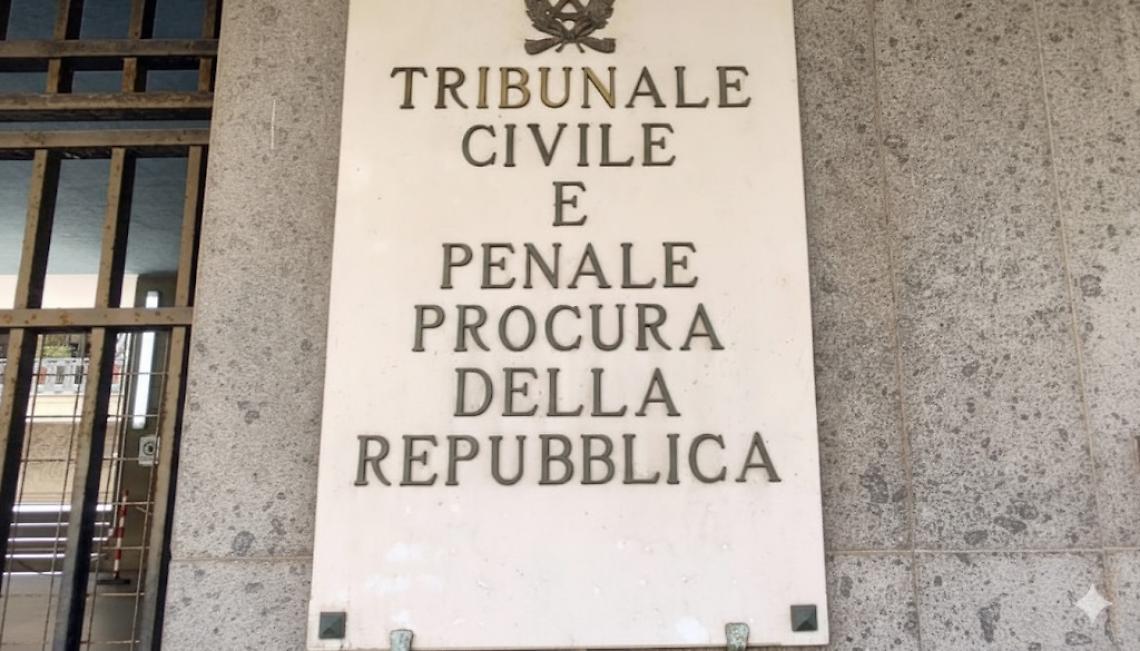 TRIBUNALE
CIVILE
E
PENALE
PROCURA
DELLA
REPUBBLICA